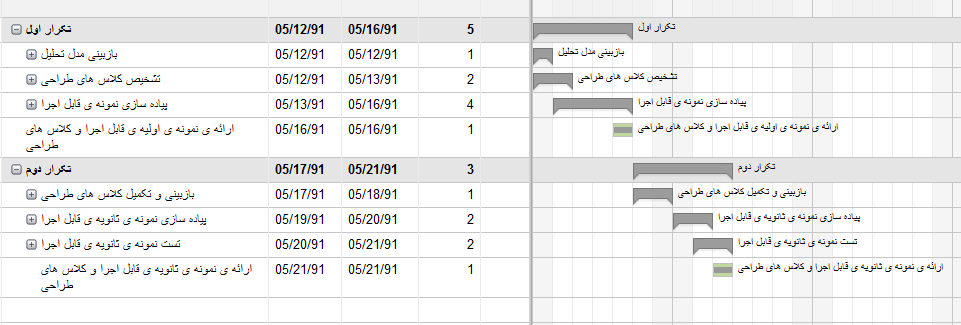 تکرار اول 05/12/91 05/16/91 5 تکرار اول
بازبینی مدل تحلیل 05/12/91 05/12/91 1 بازبینی مدل تحلیل
تشخیص کلاس های طراحی 05/12/91 05/13/91 2 تشخیص کلاس های طراحی
پیاده سازی نمونه ی قابل اجرا 05/13/91 05/16/91 4 پیاده سازی نمونه ی قابل اجرا
ارائه ی نمونه ی اولیه ی قابل اجرا و کلاس های 05/16/91 05/16/91 1 ارائه ی نمونه ی اولیه ی قابل اجرا و کلاس های طراحی
طراحی
تکرار دوم 05/17/91 05/21/91 3 تکرار دوم
بازبینی و تکمیل کلاس های طراحی 05/17/91 05/18/91 1 بازبینی و تکمیل کلاس های طراحی
پیاده سازی نمونه ی ثانویه ی قابل اجرا 05/19/91 05/20/91 2 پیاده سازی نمونه ی ثانویه ی قابل اجرا
تست نمونه ی ثانویه ی قابل اجرا 05/20/91 05/21/91 2 تست نمونه ی ثانویه ی قابل اجرا
ارائه ی نمونه ی ثانویه ی قابل اجرا و کلاس های 05/21/91 05/21/91 1 ارائه ی نمونه ی ثانویه ی قابل اجرا و کلاس های طراحی
طراحی